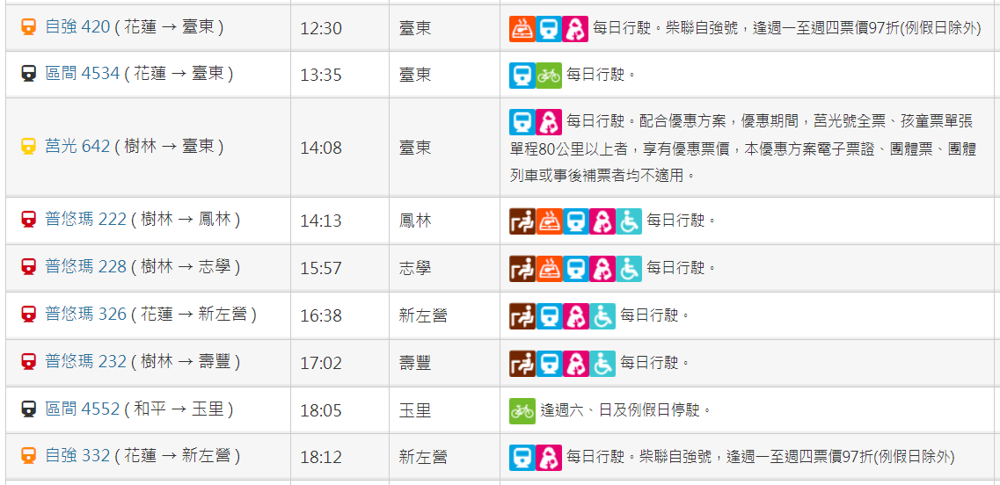 自強 420 ( 花蓮 → 臺東 ) 12:30 臺東 每日行駛。柴聯自強號，逢週一至週四票價97折(例假日除外)
區間 4534 ( 花蓮 → 臺東 ) 13:35 臺東 每日行駛。
莒光 642 ( 樹林 → 臺東 ) 14:08 臺東 每日行駛。配合優惠方案，優惠期間，莒光號全票、孩童票單張
單程80公里以上者，享有優惠票價，本優惠方案電子票證、團體票、團體
列車或事後補票者均不適用。
普悠瑪 222 ( 樹林 → 鳳林 ) 14:13 鳳林 每日行駛。
普悠瑪 228 ( 樹林 → 志學 ) 15:57 志學 每日行駛。
普悠瑪 326 ( 花蓮 → 新左營 ) 16:38 新左營 每日行駛。
普悠瑪 232 ( 樹林 → 壽豐 ) 17:02 壽豐 每日行駛。
區間 4552 ( 和平 → 玉里 ) 18:05 玉里 逢週六、日及例假日停駛。
自強 332 ( 花蓮 → 新左營 ) 18:12 新左營 每日行駛。柴聯自強號，逢週一至週四票價97折(例假日除外)